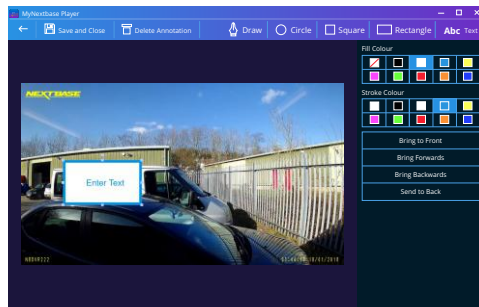 MyNextbase Player
Save and Close
Delete Annotation
Draw
Circle
Square
Rectangle
Abc Text
Fill Colour
Stroke Colour
Bring to Front
Bring Forwards
Bring Backwards
Send to Back
NEXTBASE
Enter Text